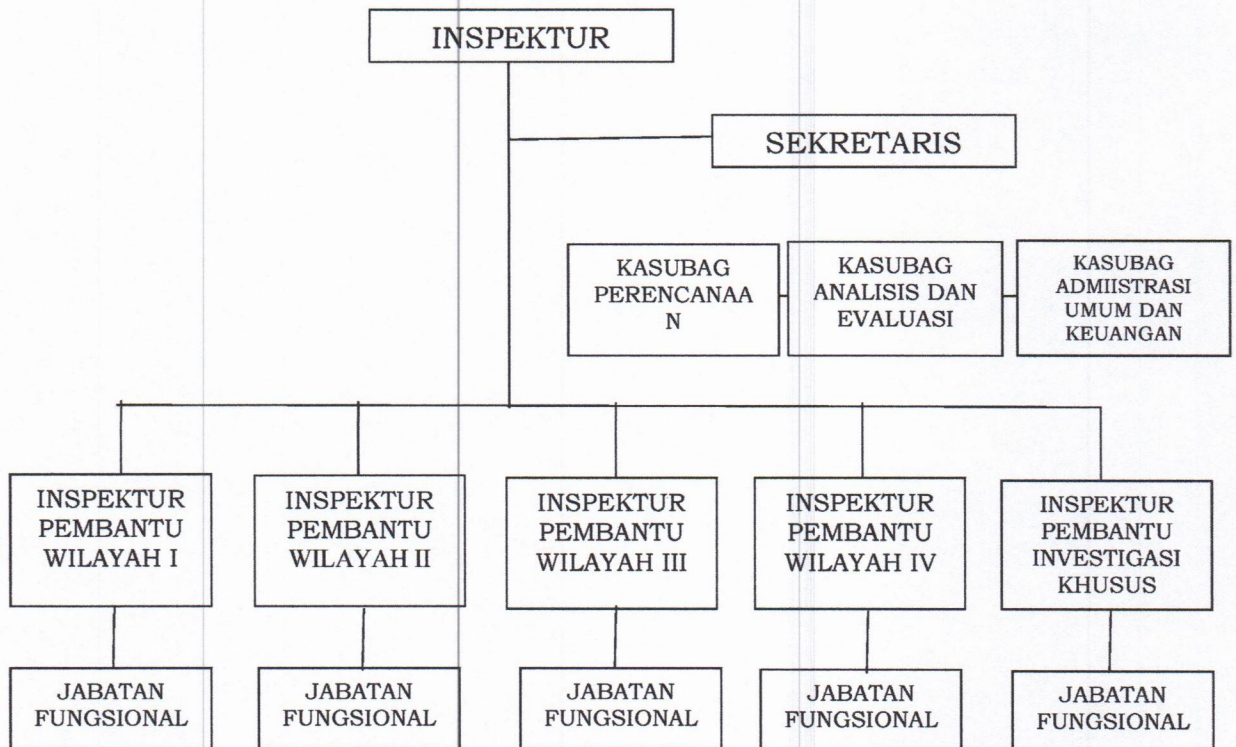 INSPEKTUR
SEKRETARIS
KASUBAG
PERENCANAA
N
KASUBAG
ANALISIS DAN
EVALUASI
KASUBAG
ADMIISTRASI
UMUM DAN
KEUANGAN
INSPEKTUR
PEMBANTU
WILAYAH I
INSPEKTUR
PEMBANTU
WILAYAH II
INSPEKTUR
PEMBANTU
WILAYAH III
INSPEKTUR
PEMBANTU
WILAYAH IV
INSPEKTUR
PEMBANTU
INVESTIGASI
KHUSUS
JABATAN
FUNGSIONAL
JABATAN
FUNGSIONAL
JABATAN
FUNGSIONAL
JABATAN
FUNGSIONAL
JABATAN
FUNGSIONAL